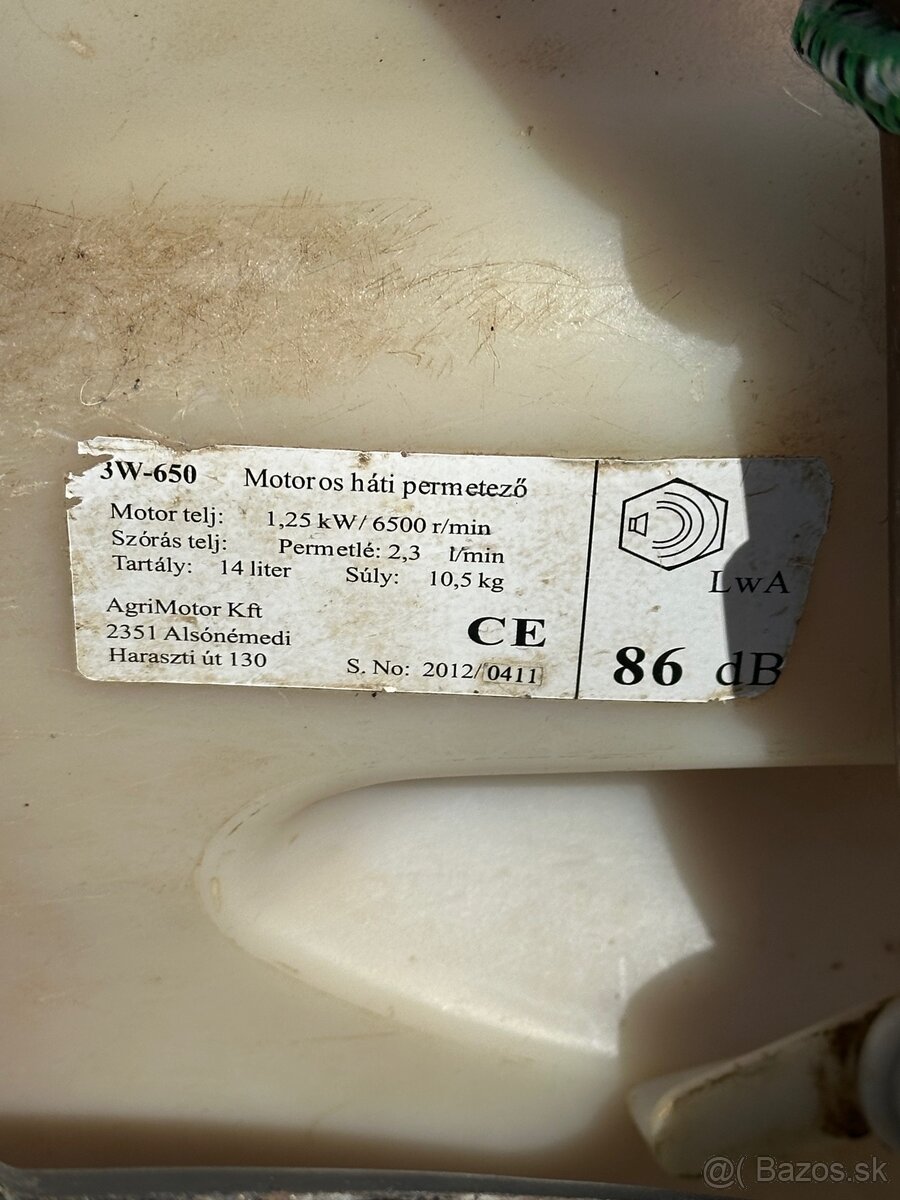 3W-650 Motoros háti permetező
Motor telj: 1,25 kW/ 6500 r/min
Szórás telj: Permetlé: 2,3 l/min
Tartály: 14 liter Súly: 10,5 kg
AgriMotor Kft
2351 Alsónémedi
Haraszti út 130
CE
S. No: 2012/0411
LwA
86 dB
@( Bazos.sk